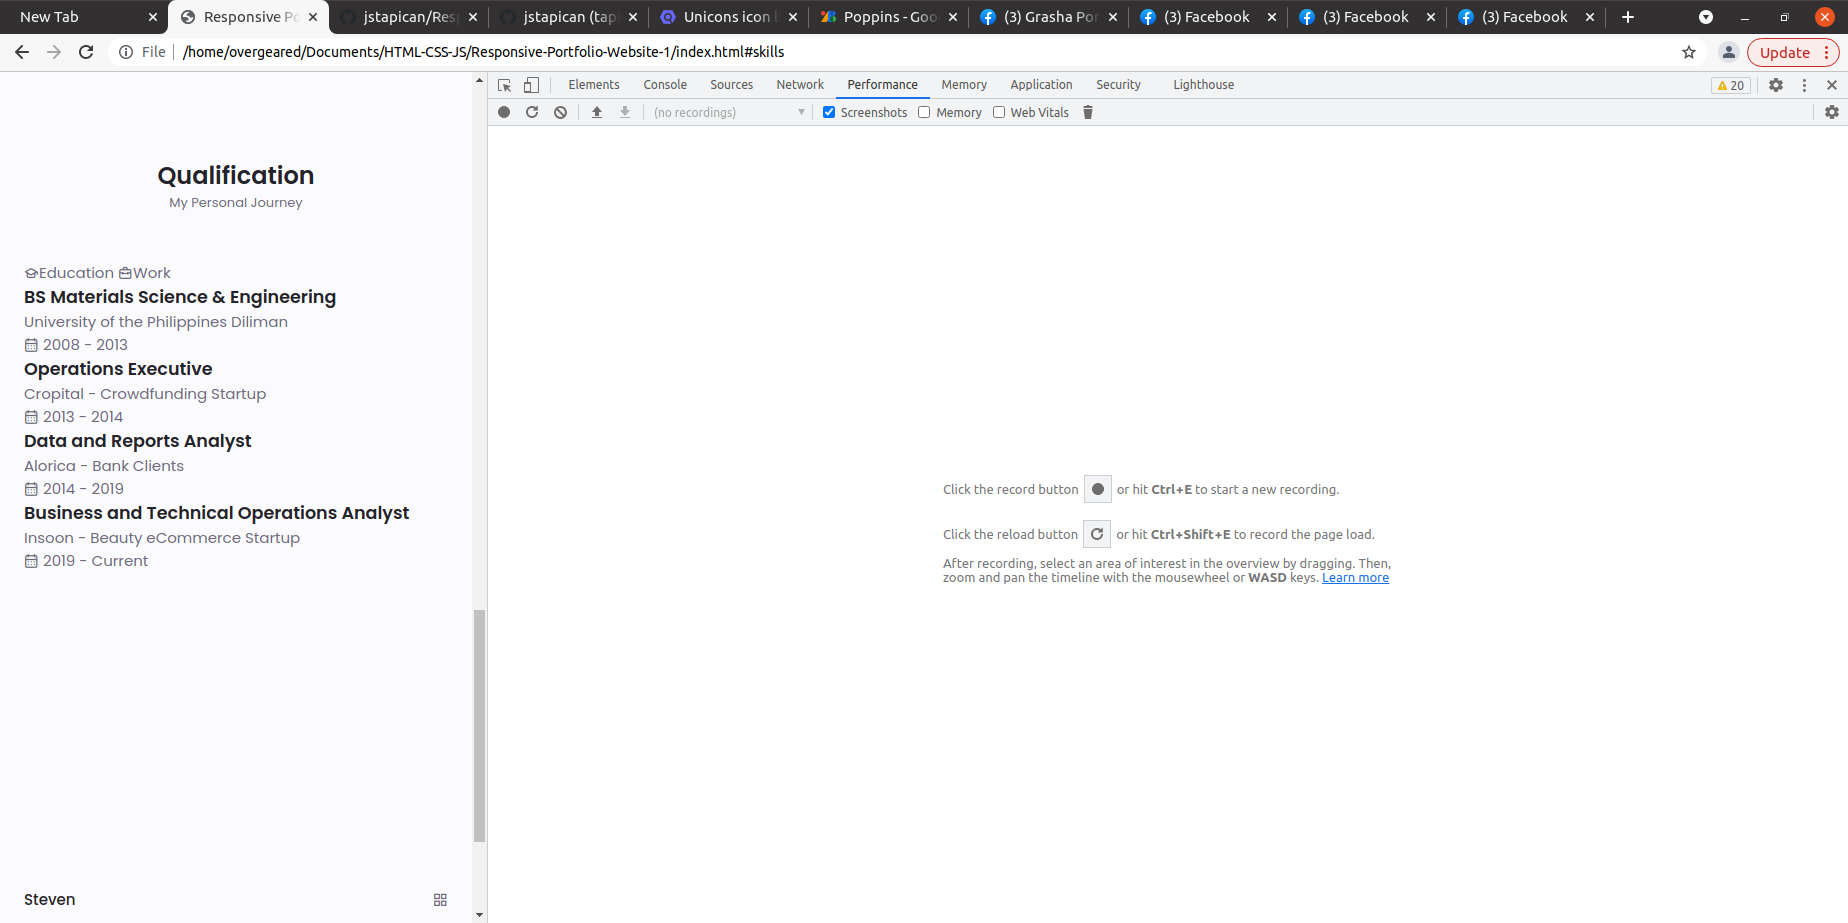 New Tab
Responsive Po
jstapican/Resp
jstapican (tap
Unicons icon l
Poppins - Goo
(3) Grasha Por
(3) Facebook
(3) Facebook
(3) Facebook
File
/home/overgeared/Documents/HTML-CSS-JS/Responsive-Portfolio-Website-1/index.html#skills
Update
Elements Console Sources Network Performance Memory Application Security Lighthouse
20
(no recordings)
Screenshots Memory Web Vitals
Qualification
My Personal Journey
Education Work
BS Materials Science & Engineering
University of the Philippines Diliman
2008 - 2013
Operations Executive
Cropital - Crowdfunding Startup
2013 - 2014
Data and Reports Analyst
Alorica - Bank Clients
2014 - 2019
Business and Technical Operations Analyst
Insoon - Beauty eCommerce Startup
2019 - Current
Steven
Click the record button or hit Ctrl+E to start a new recording.
Click the reload button or hit Ctrl+Shift+E to record the page load.
After recording, select an area of interest in the overview by dragging. Then,
zoom and pan the timeline with the mousewheel or WASD keys. Learn more